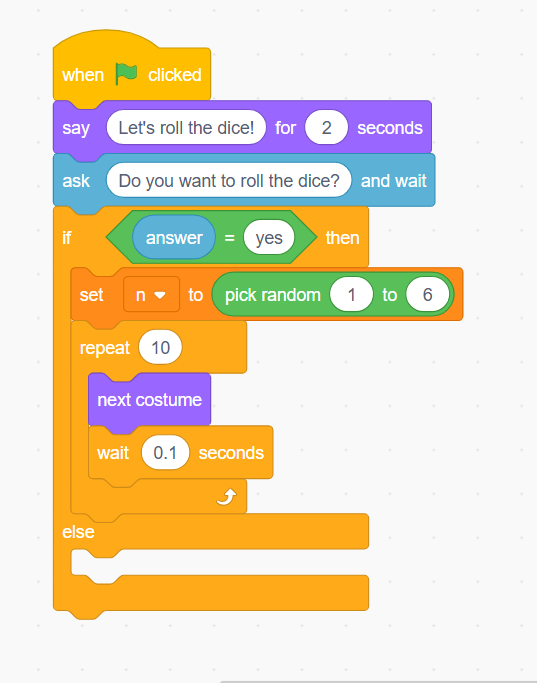 when clicked
say Let's roll the dice! for 2 seconds
ask Do you want to roll the dice? and wait
if answer = yes then
set n to pick random 1 to 6
repeat 10
next costume
wait 0.1 seconds
else